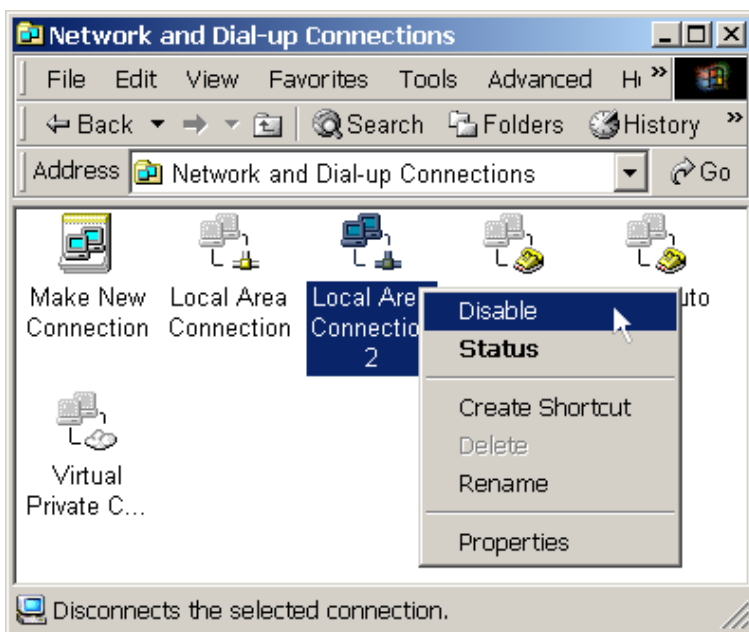 Network and Dial-up Connections
File Edit View Favorites Tools Advanced »
Back Search Folders History »
Address Network and Dial-up Connections Go
Make New Connection
Local Area Connection
Local Are
Connectio
2
Disable
Status
Create Shortcut
Delete
Rename
Properties
uto
Virtual
Private C...
Disconnects the selected connection.